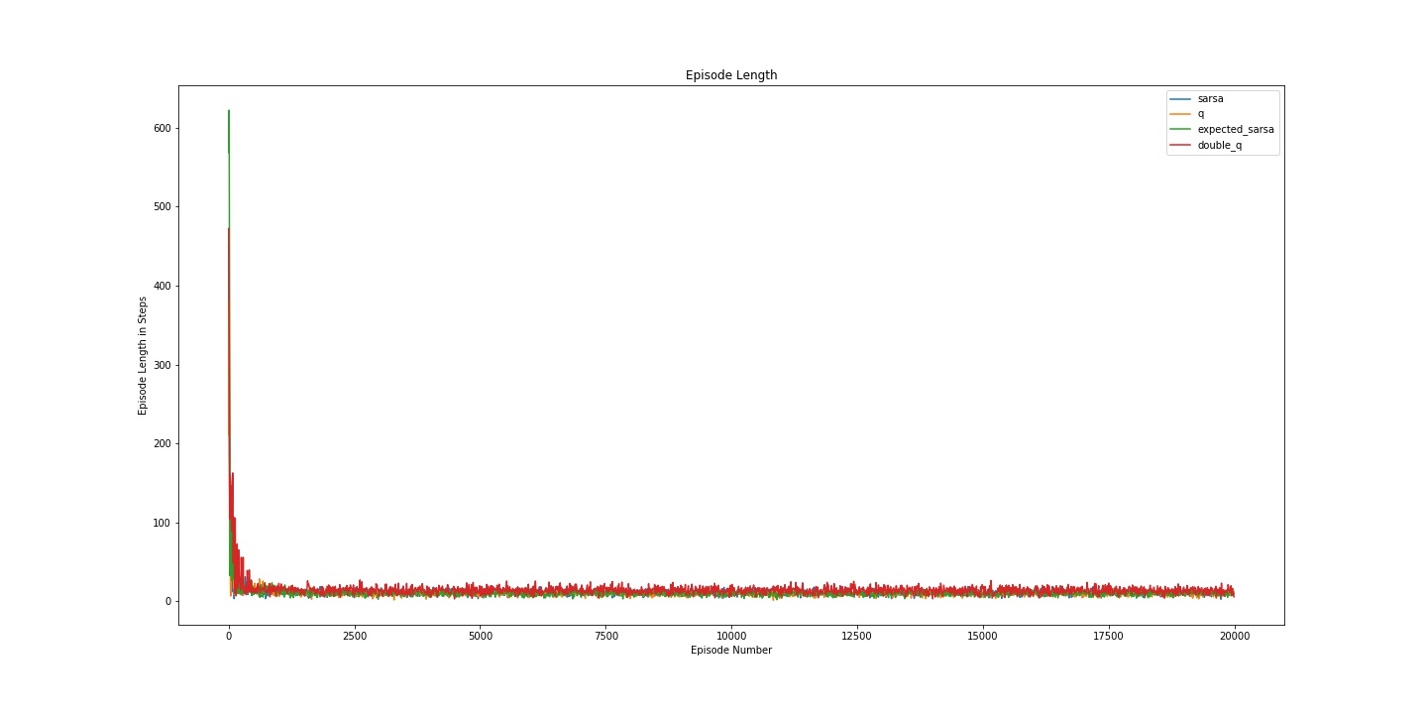 Episode Length
sarsa
q
expected_sarsa
double_q
600
500
400
300
200
100
0
Episode Length in Steps
0 2500 5000 7500 10000 12500 15000 17500 20000
Episode Number